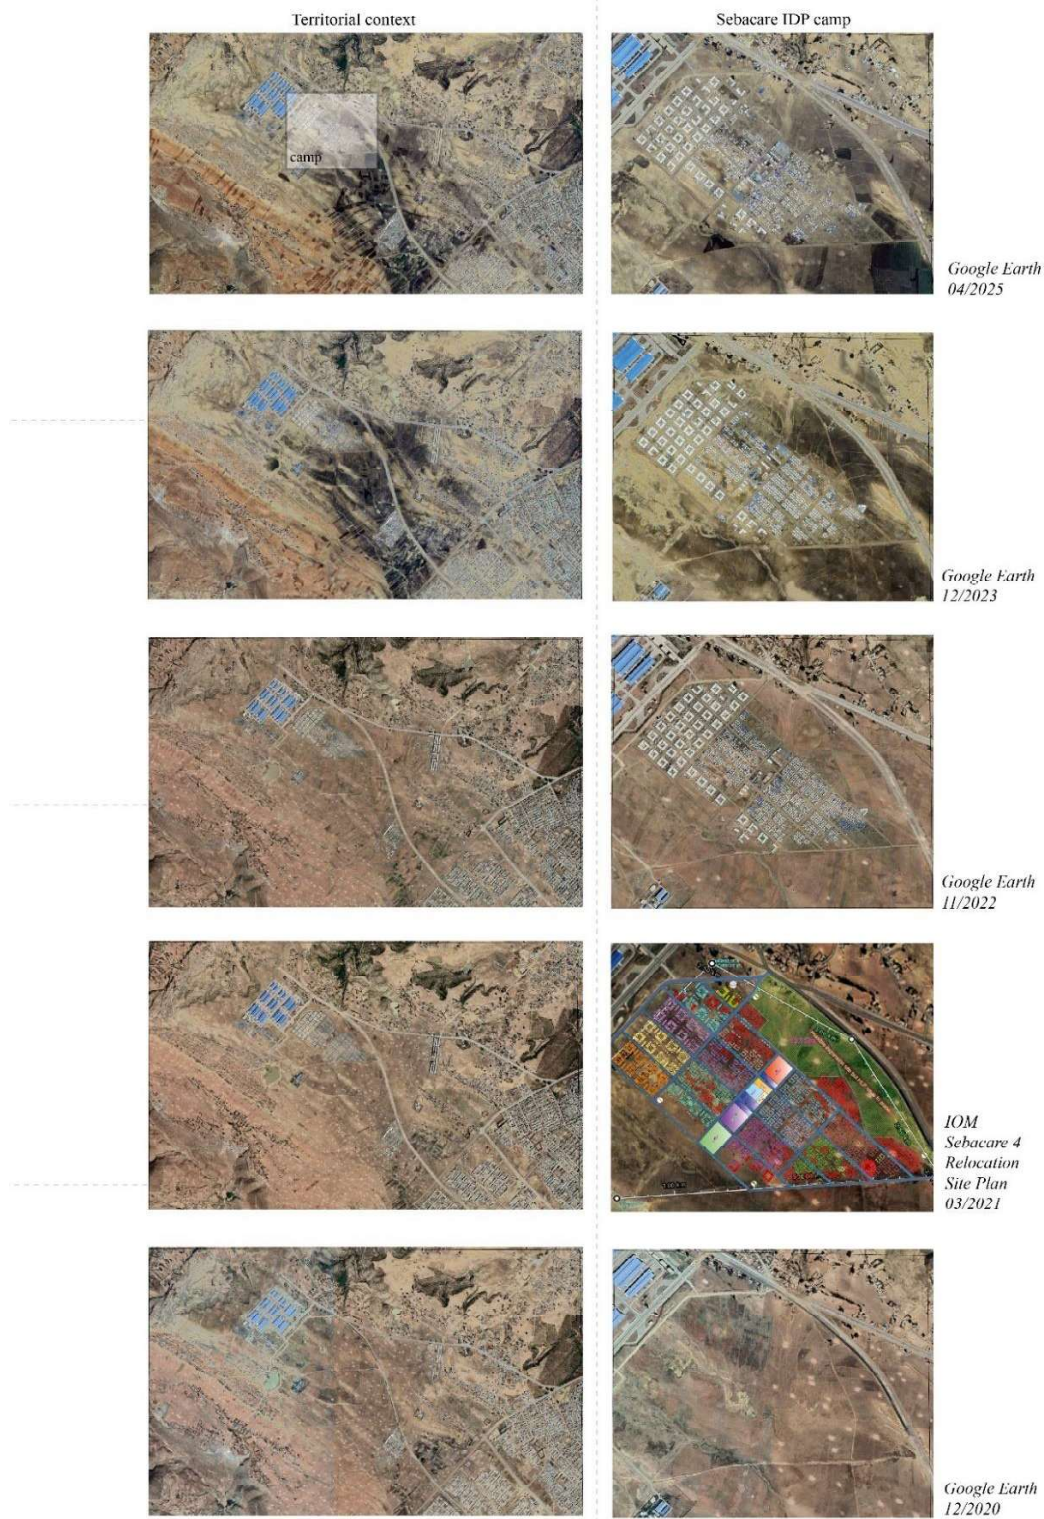 Territorial context
Sebacare IDP camp
camp
Google Earth
04/2025
Google Earth
12/2023
Google Earth
11/2022
IOM
Sebacare 4
Relocation
Site Plan
03/2021
Google Earth
12/2020